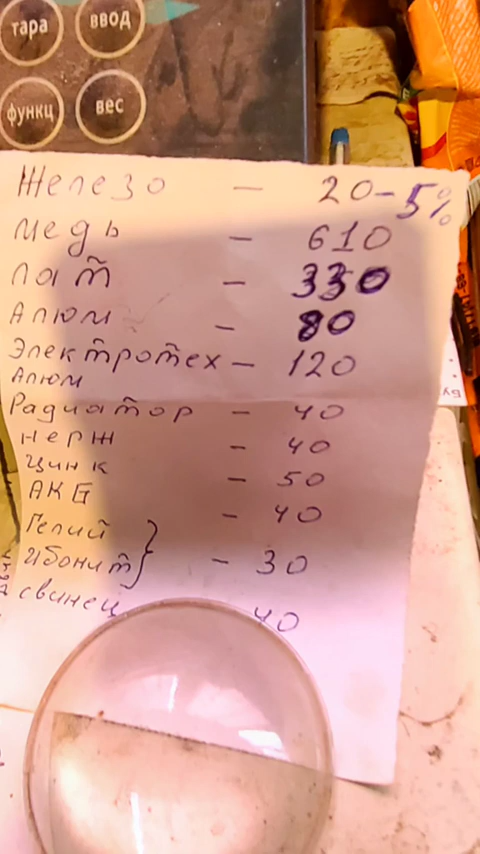 тара ввод
функц вес
Железо - 20-5%
медь - 610
лат - 330
Алюм - 80
Электротех - 120
Алюм
Радиатор - 40
нерж - 40
цинк - 50
АКБ - 40
Гелий
Ибонит } - 30
свинец 40